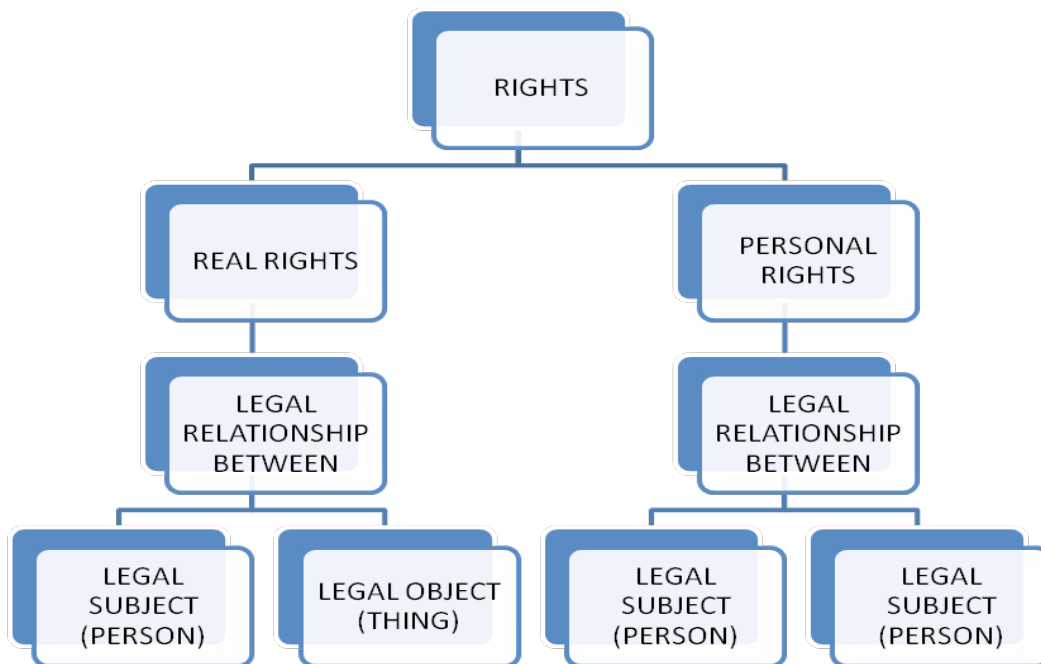 RIGHTS
REAL RIGHTS
PERSONAL
RIGHTS
LEGAL
RELATIONSHIP
BETWEEN
LEGAL
RELATIONSHIP
BETWEEN
LEGAL
SUBJECT
(PERSON)
LEGAL OBJECT
(THING)
LEGAL
SUBJECT
(PERSON)
LEGAL
SUBJECT
(PERSON)